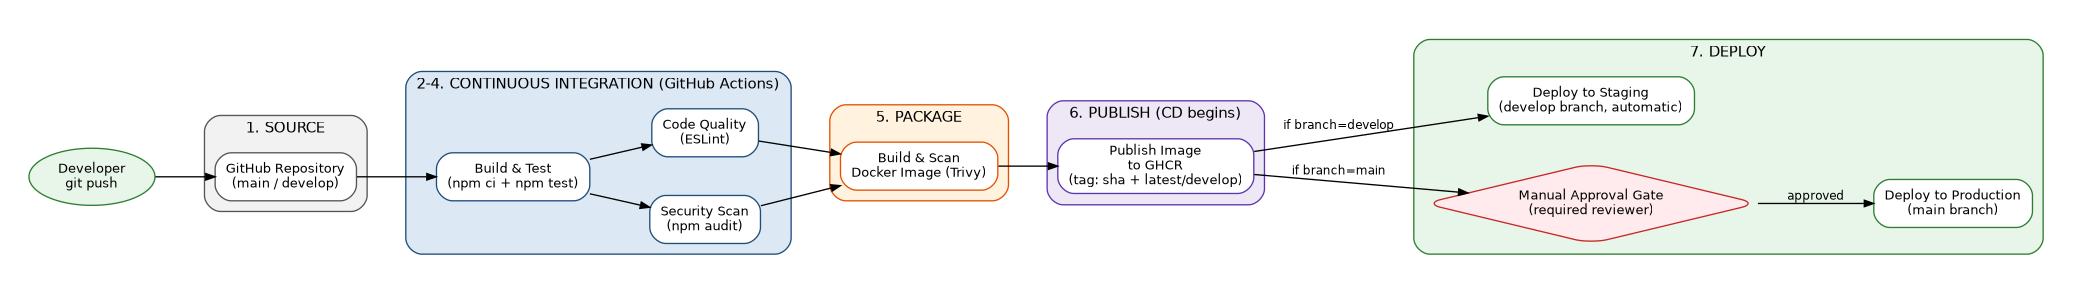 Developer
git push
1. SOURCE
GitHub Repository
(main / develop)
2-4. CONTINUOUS INTEGRATION (GitHub Actions)
Build & Test
(npm ci + npm test)
Code Quality
(ESLint)
Security Scan
(npm audit)
5. PACKAGE
Build & Scan
Docker Image (Trivy)
6. PUBLISH (CD begins)
Publish Image
to GHCR
(tag: sha + latest/develop)
if branch=develop
if branch=main
7. DEPLOY
Deploy to Staging
(develop branch, automatic)
Manual Approval Gate
(required reviewer)
approved
Deploy to Production
(main branch)